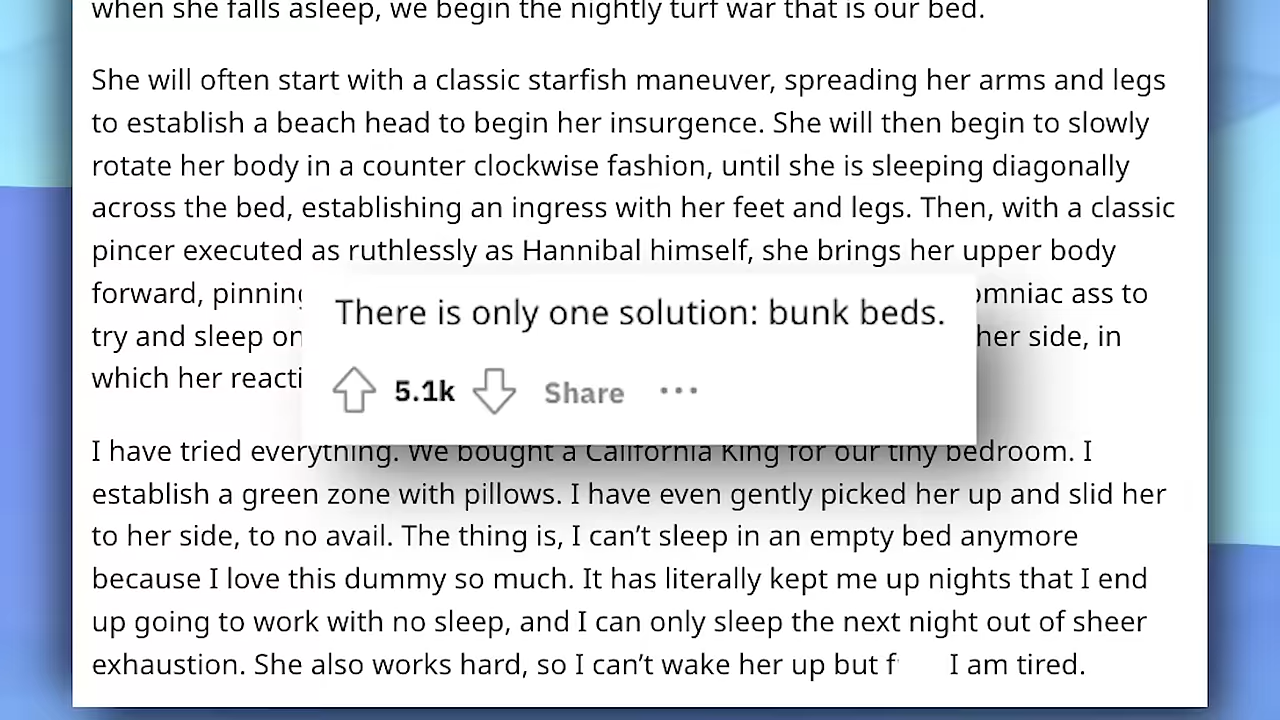 when she falls asleep, we begin the nightly turf war that is our bed.
She will often start with a classic starfish maneuver, spreading her arms and legs
to establish a beach head to begin her insurgence. She will then begin to slowly
rotate her body in a counter clockwise fashion, until she is sleeping diagonally
across the bed, establishing an ingress with her feet and legs. Then, with a classic
pincer executed as ruthlessly as Hannibal himself, she brings her upper body
forward, ass to
try and sleep her side, in
which her
There is only one solution: bunk beds.
5.1k Share ...
I have tried everything. We bought a California King for our tiny bedroom. I
establish a green zone with pillows. I have even gently picked her up and slid her
to her side, to no avail. The thing is, I can’t sleep in an empty bed anymore
because I love this dummy so much. It has literally kept me up nights that I end
up going to work with no sleep, and I can only sleep the next night out of sheer
exhaustion. She also works hard, so I can’t wake her up but I am tired.